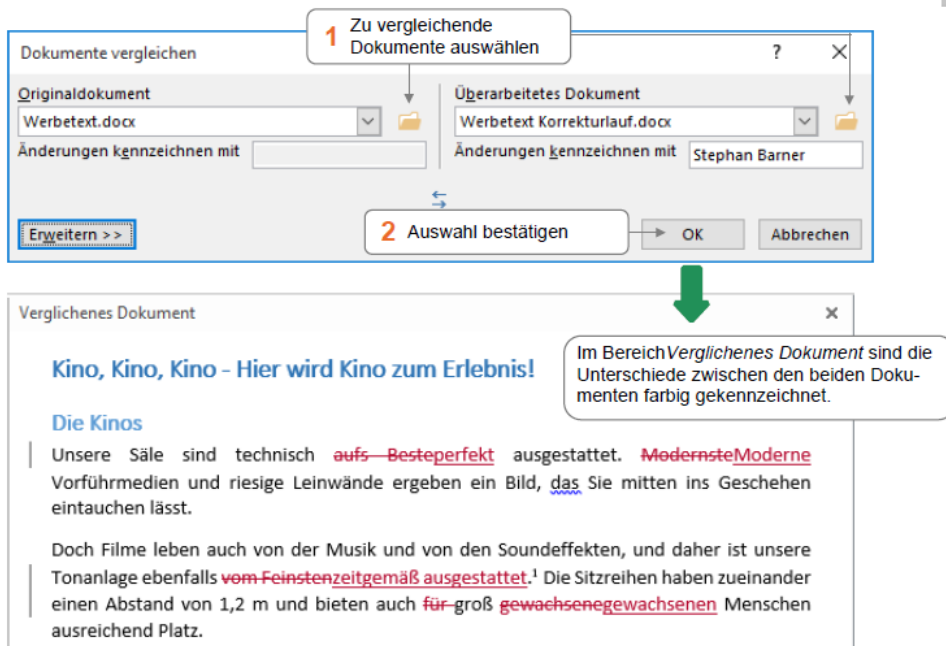 1 Zu vergleichende
Dokumente auswählen
Dokumente vergleichen ? ×
Originaldokument
Werbetext.docx
Änderungen kennzeichnen mit
Überarbeitetes Dokument
Werbetext Korrekturlauf.docx
Änderungen kennzeichnen mit Stephan Barner
Erweitern >>
2 Auswahl bestätigen
OK
Abbrechen
Verglichenes Dokument ×
Im BereichVerglichenes Dokument sind die
Unterschiede zwischen den beiden Doku-
menten farbig gekennzeichnet.
Kino, Kino, Kino - Hier wird Kino zum Erlebnis!
Die Kinos
Unsere Säle sind technisch aufs Besteperfekt ausgestattet. ModernsteModerne
Vorführmedien und riesige Leinwände ergeben ein Bild, das Sie mitten ins Geschehen
eintauchen lässt.
Doch Filme leben auch von der Musik und von den Soundeffekten, und daher ist unsere
Tonanlage ebenfalls vom Feinstenzeitgemäß ausgestattet.¹ Die Sitzreihen haben zueinander
einen Abstand von 1,2 m und bieten auch für groß gewachsenegewachsenen Menschen
ausreichend Platz.